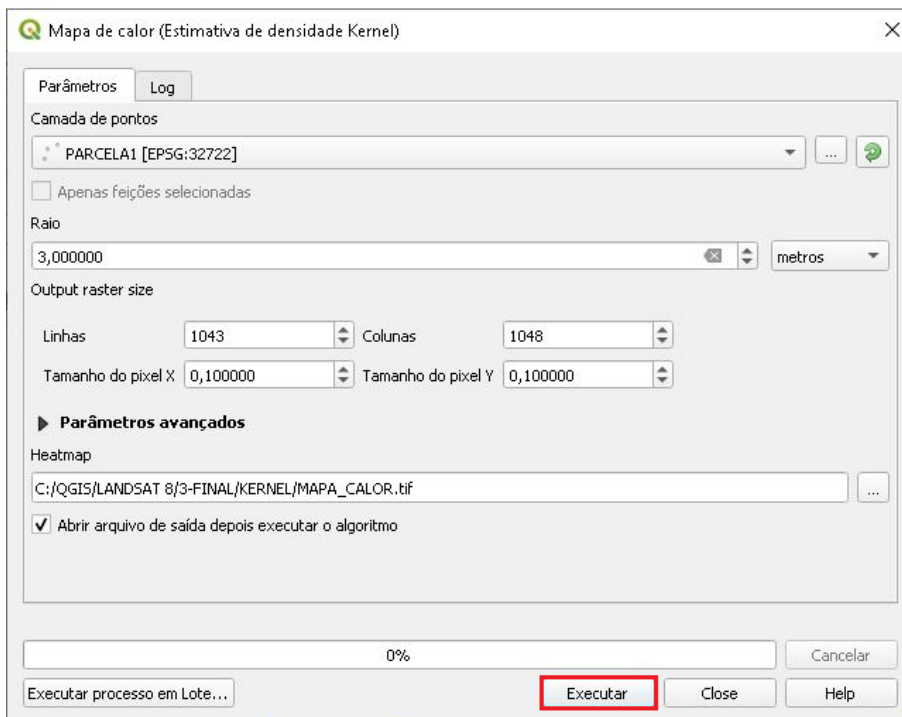 Mapa de calor (Estimativa de densidade Kernel)
Parâmetros Log
Camada de pontos
PARCELA1 [EPSG:32722]
...
Apenas feições selecionadas
Raio
3,000000 metros
Output raster size
Linhas 1043 Colunas 1048
Tamanho do pixel X 0,100000 Tamanho do pixel Y 0,100000
Parâmetros avançados
Heatmap
C:/QGIS/LANDSAT 8/3-FINAL/KERNEL/MAPA_CALOR.tif ...
Abrir arquivo de saída depois executar o algoritmo
0% Cancelar
Executar processo em Lote... Executar Close Help